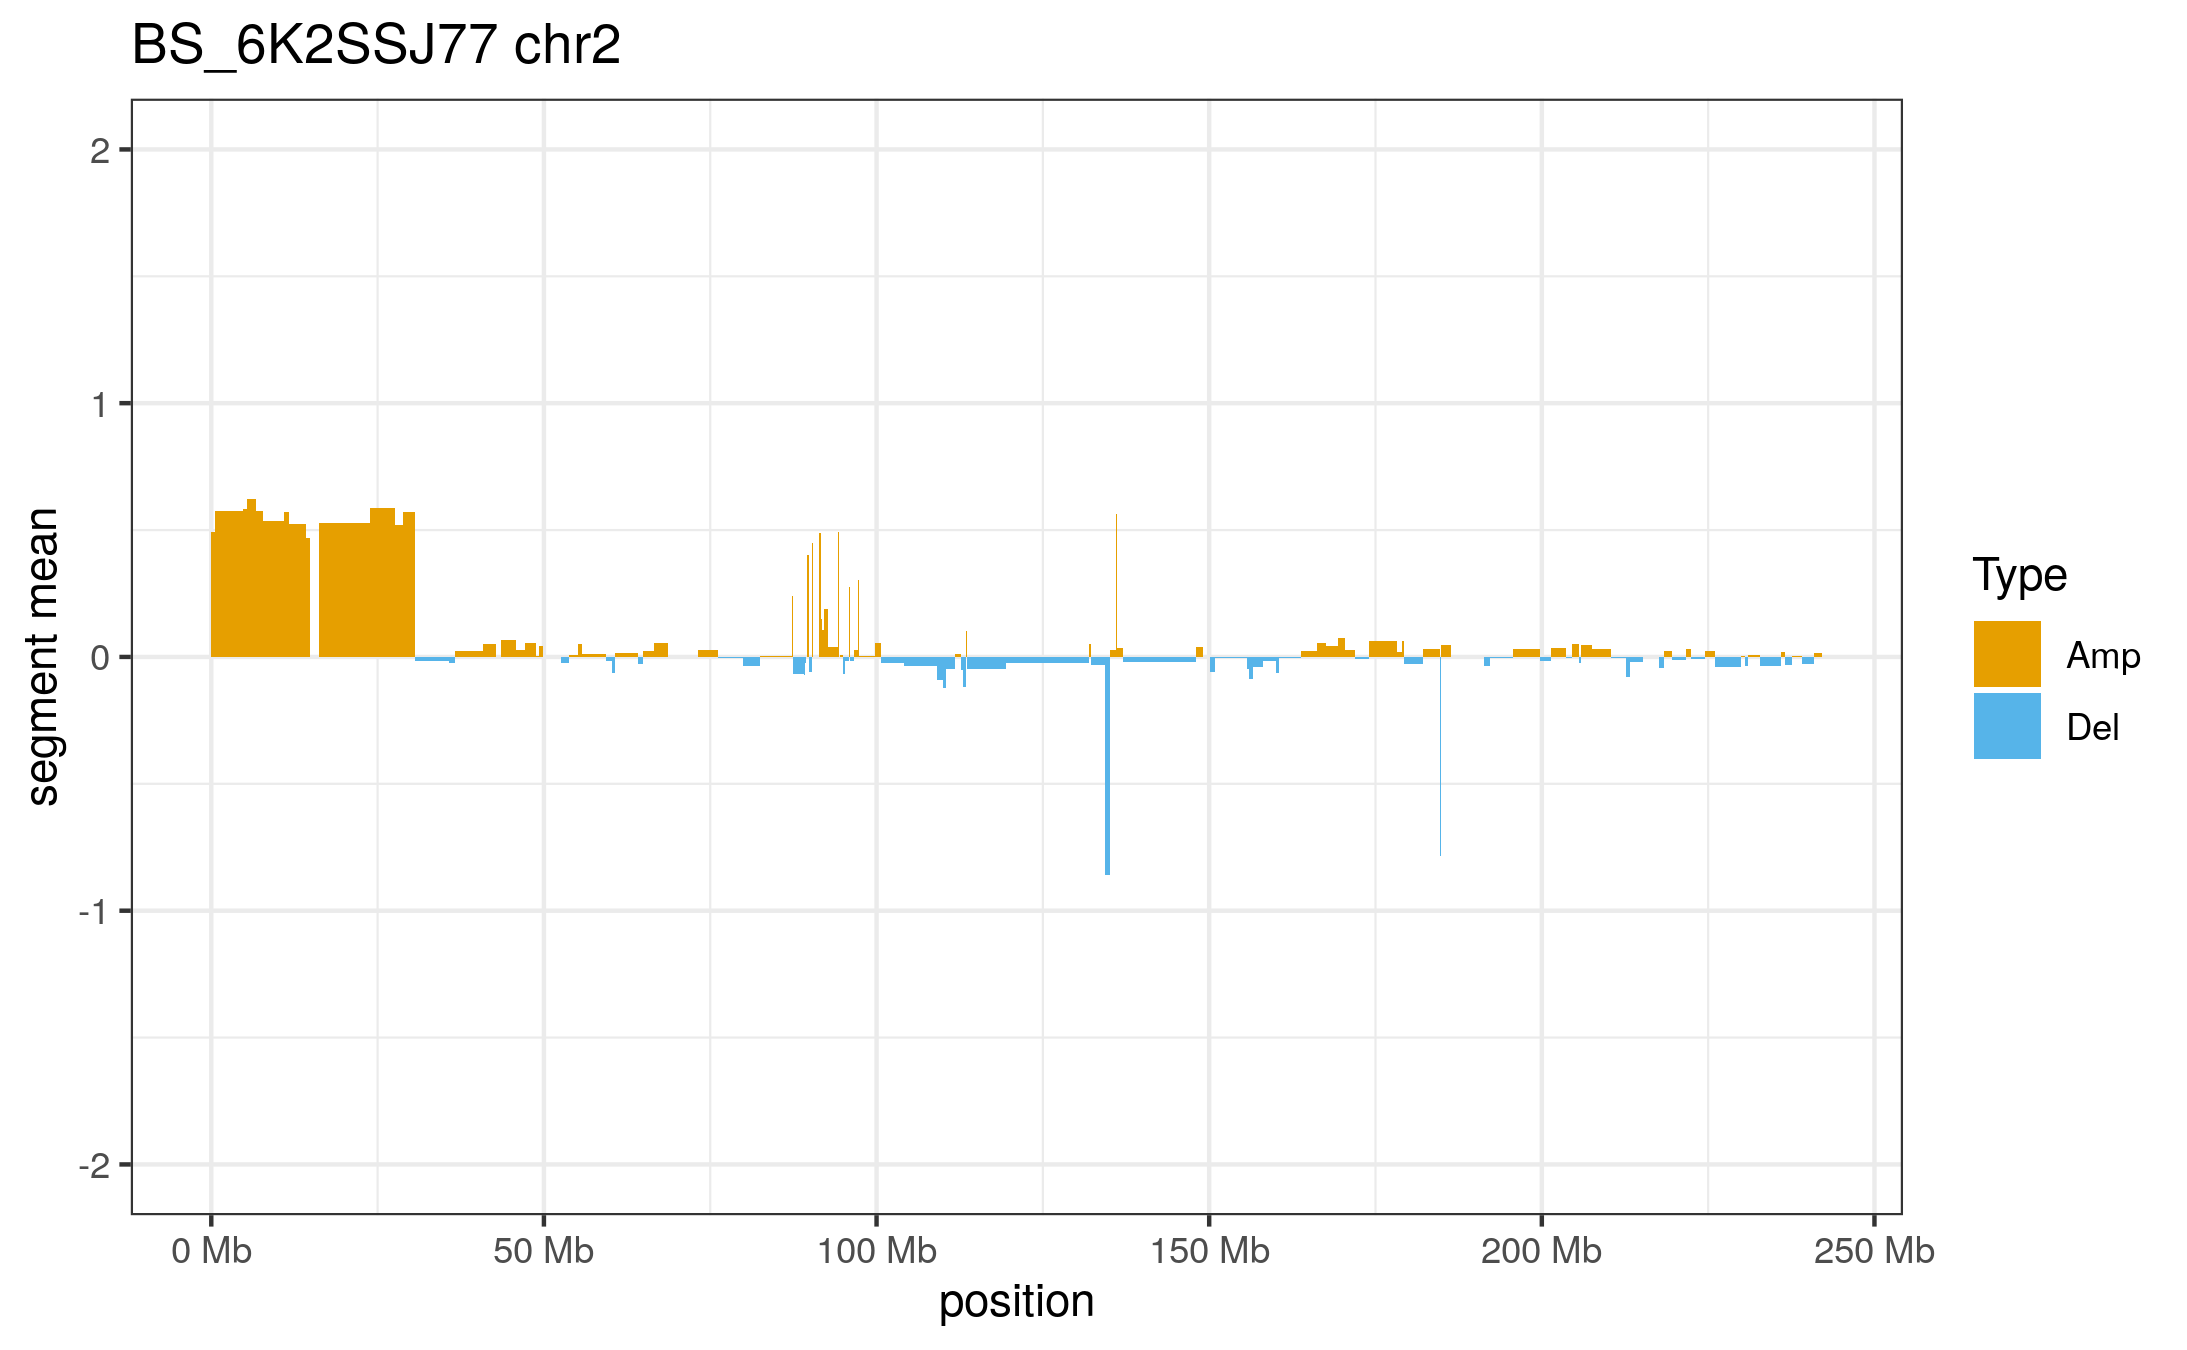 BS_6K2SSJ77 chr2
segment mean
2
1
0
-1
-2
0 Mb 50 Mb 100 Mb 150 Mb 200 Mb 250 Mb
position
Type
Amp
Del